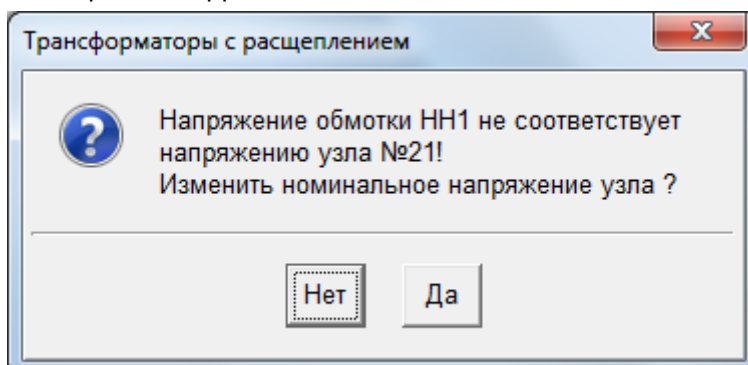 Трансформаторы с расщеплением
Напряжение обмотки НН1 не соответствует
напряжению узла №21!
Изменить номинальное напряжение узла ?
Нет
Да